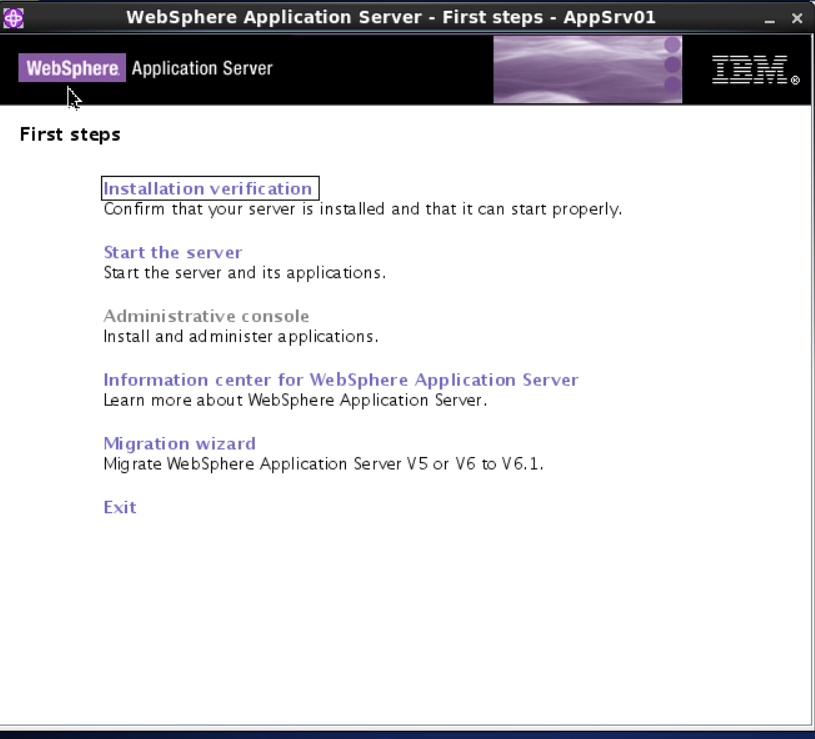 WebSphere Application Server - First steps - AppSrv01
WebSphere. Application Server
IBM®
First steps
Installation verification
Confirm that your server is installed and that it can start properly.
Start the server
Start the server and its applications.
Administrative console
Install and administer applications.
Information center for WebSphere Application Server
Learn more about WebSphere Application Server.
Migration wizard
Migrate WebSphere Application Server V5 or V6 to V6.1.
Exit